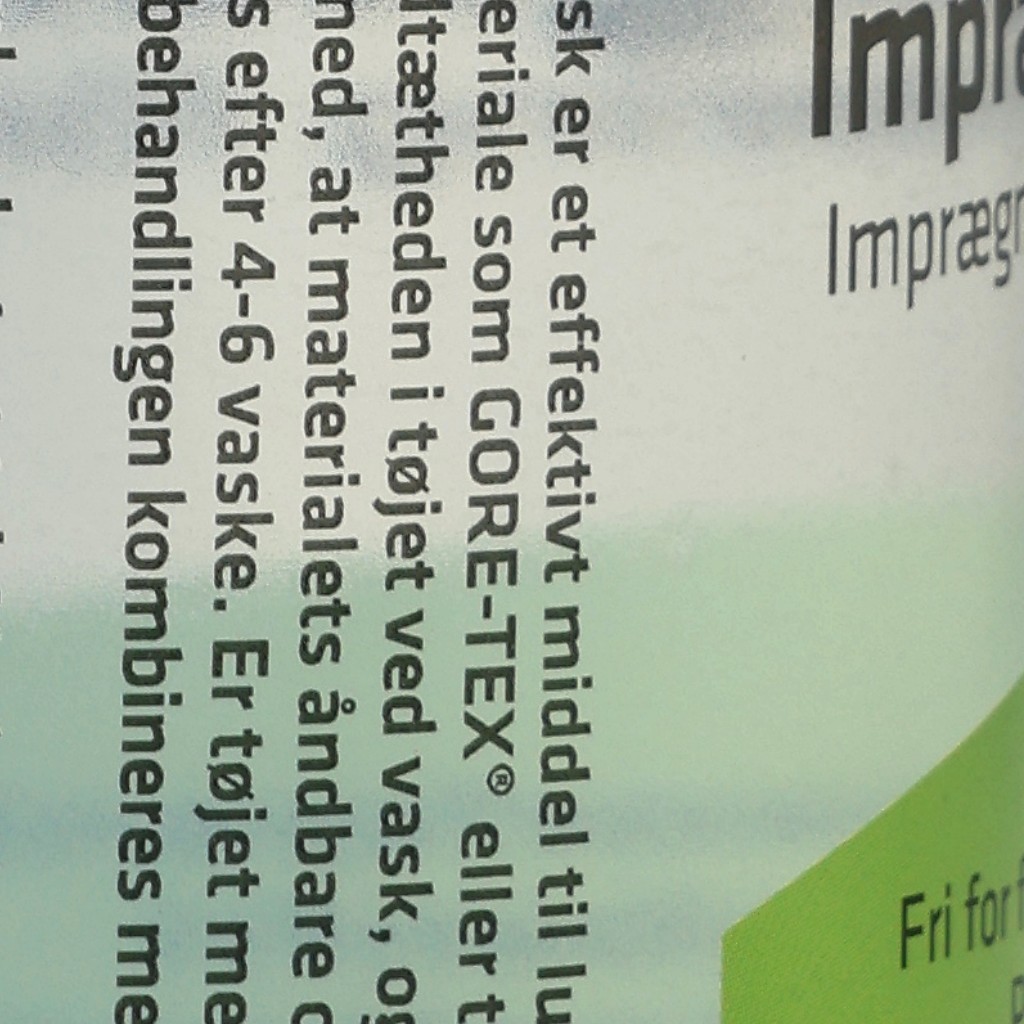 sk er et effektivt middel til lu
eriale som GORE-TEX® eller t
ltætheden i tøjet ved vask, og
ned, at materialets åndbare
s efter 4-6 vaske. Er tøjet me
behandlingen kombineres me
Impr
Imprægn
Fri for